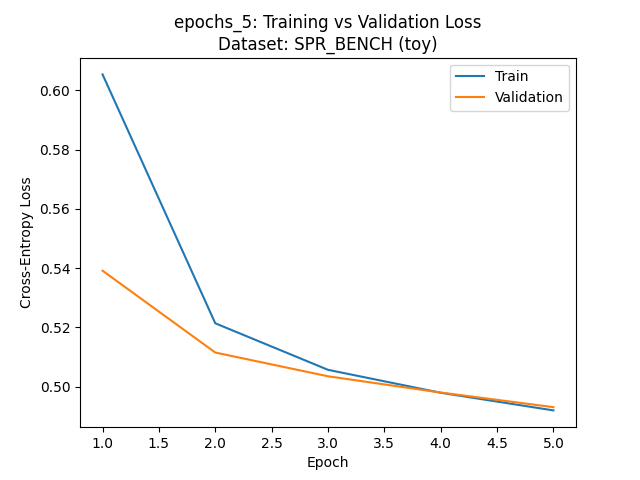 epochs_5: Training vs Validation Loss
Dataset: SPR_BENCH (toy)
Train
Validation
Cross-Entropy Loss
0.60
0.58
0.56
0.54
0.52
0.50
1.0 1.5 2.0 2.5 3.0 3.5 4.0 4.5 5.0
Epoch